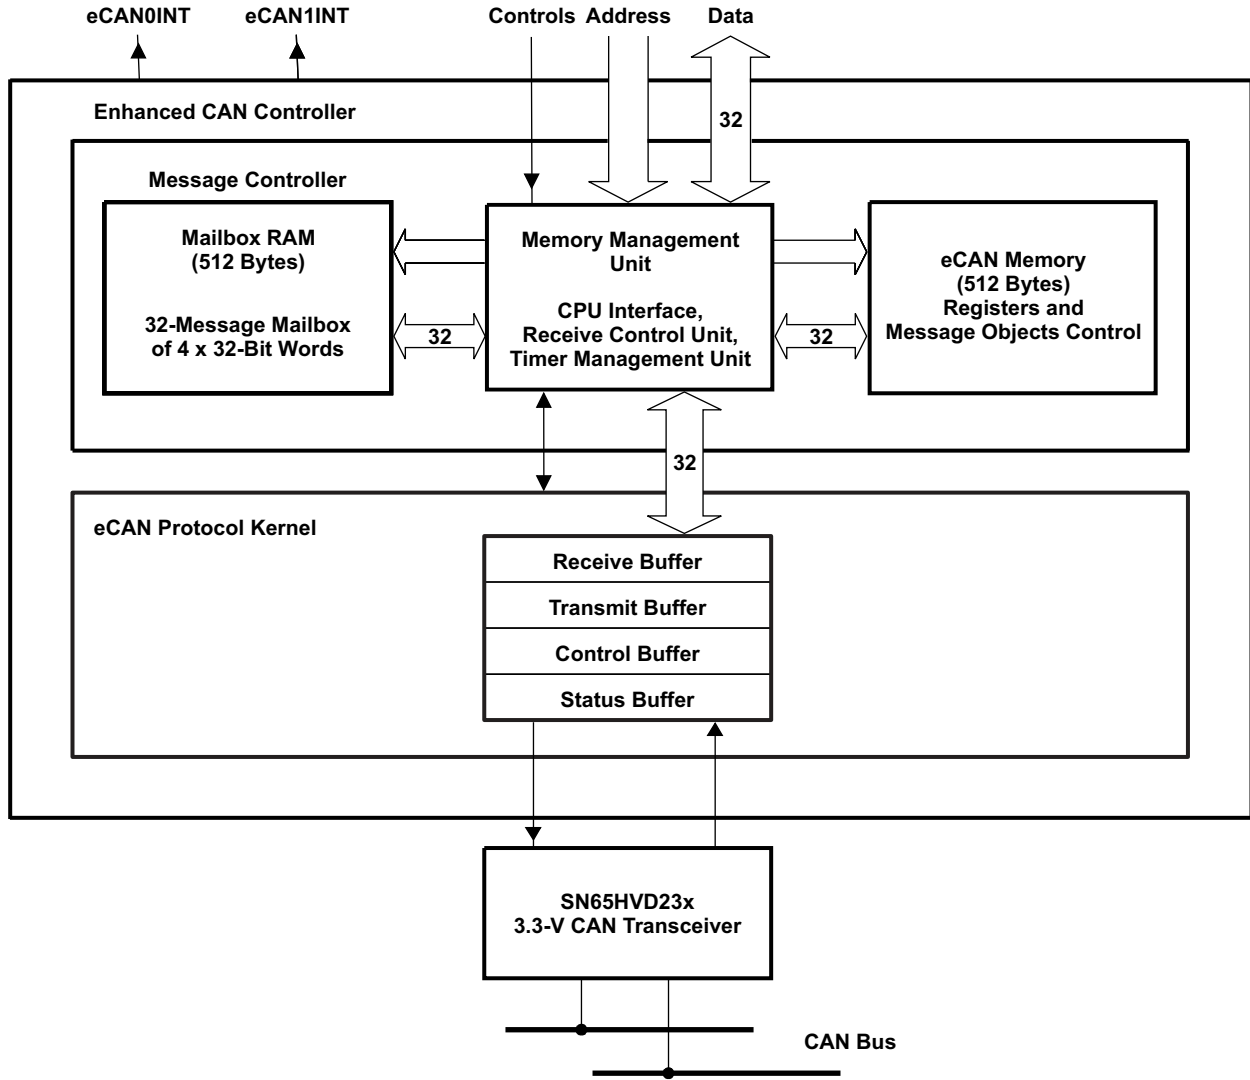 eCAN0INT
eCAN1INT
Controls
Address
Data
32
Enhanced CAN Controller
Message Controller
Mailbox RAM
(512 Bytes)
32-Message Mailbox
of 4 x 32-Bit Words
32
Memory Management
Unit
CPU Interface,
Receive Control Unit,
Timer Management Unit
32
eCAN Memory
(512 Bytes)
Registers and
Message Objects Control
32
eCAN Protocol Kernel
Receive Buffer
Transmit Buffer
Control Buffer
Status Buffer
SN65HVD23x
3.3-V CAN Transceiver
CAN Bus